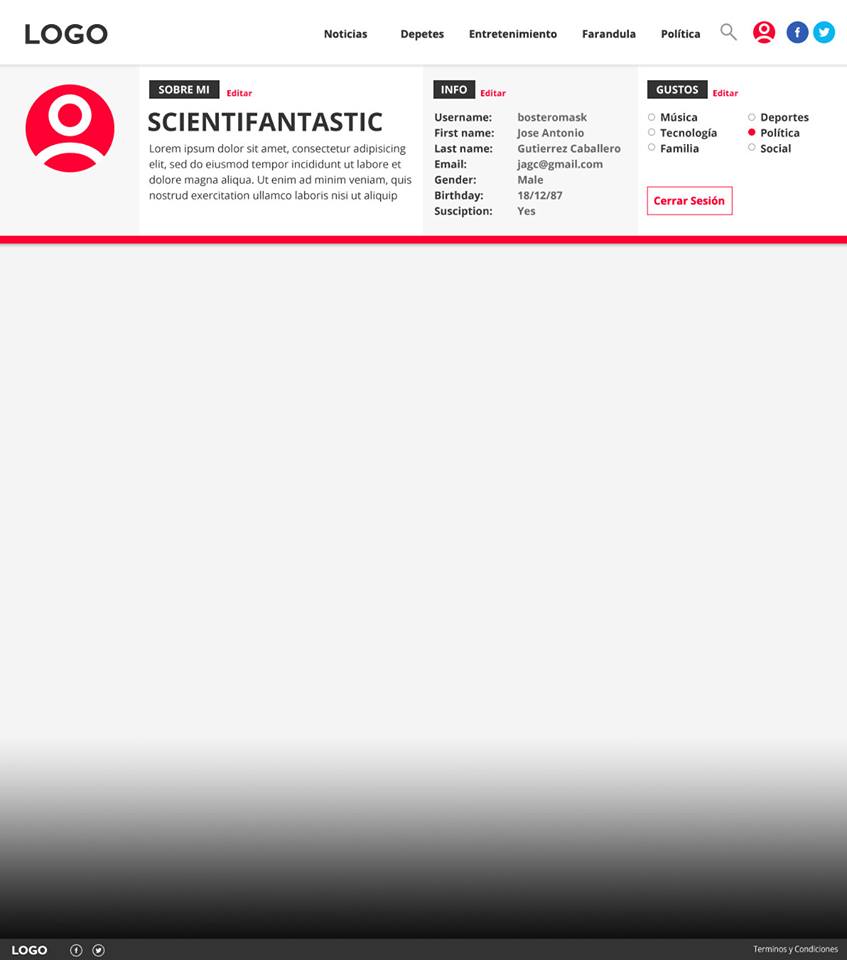 LOGO
Noticias Depetes Entretenimiento Farandula Política
SOBRE MI Editar
SCIENTIFANTASTIC
Lorem ipsum dolor sit amet, consectetur adipisicing
elit, sed do eiusmod tempor incididunt ut labore et
dolore magna aliqua. Ut enim ad minim veniam, quis
nostrud exercitation ullamco laboris nisi ut aliquip
INFO Editar
Username: bosteromask
First name: Jose Antonio
Last name: Gutierrez Caballero
Email: jagc@gmail.com
Gender: Male
Birthday: 18/12/87
Susciption: Yes
GUSTOS Editar
Música Deportes
Tecnología Política
Familia Social
Cerrar Sesión
LOGO
Terminos y Condiciones